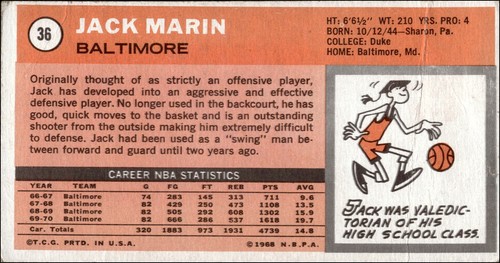 36
JACK MARIN
BALTIMORE
HT: 6'6½" WT: 210 YRS. PRO: 4
BORN: 10/12/44—Sharon, Pa.
COLLEGE: Duke
HOME: Baltimore, Md.
Originally thought of as strictly an offensive player,
Jack has developed into an aggressive and effective
defensive player. No longer used in the backcourt, he has
good, quick moves to the basket and is an outstanding
shooter from the outside making him extremely difficult
to defense. Jack had been used as a "swing" man be-
tween forward and guard until two years ago.
CAREER NBA STATISTICS
YEAR TEAM G FG FT REB PTS AVG
66-67 Baltimore 74 283 145 313 711 9.6
67-68 Baltimore 82 429 250 473 1108 13.5
68-69 Baltimore 82 505 292 608 1302 15.9
69-70 Baltimore 82 666 286 537 1618 19.7
Car. Totals 320 1883 973 1931 4739 14.8
©T.C.G. PRTD. IN U.S.A. ©1968 N.B.P.A.
JACK WAS VALEDIC-
TORIAN OF HIS
HIGH SCHOOL CLASS.